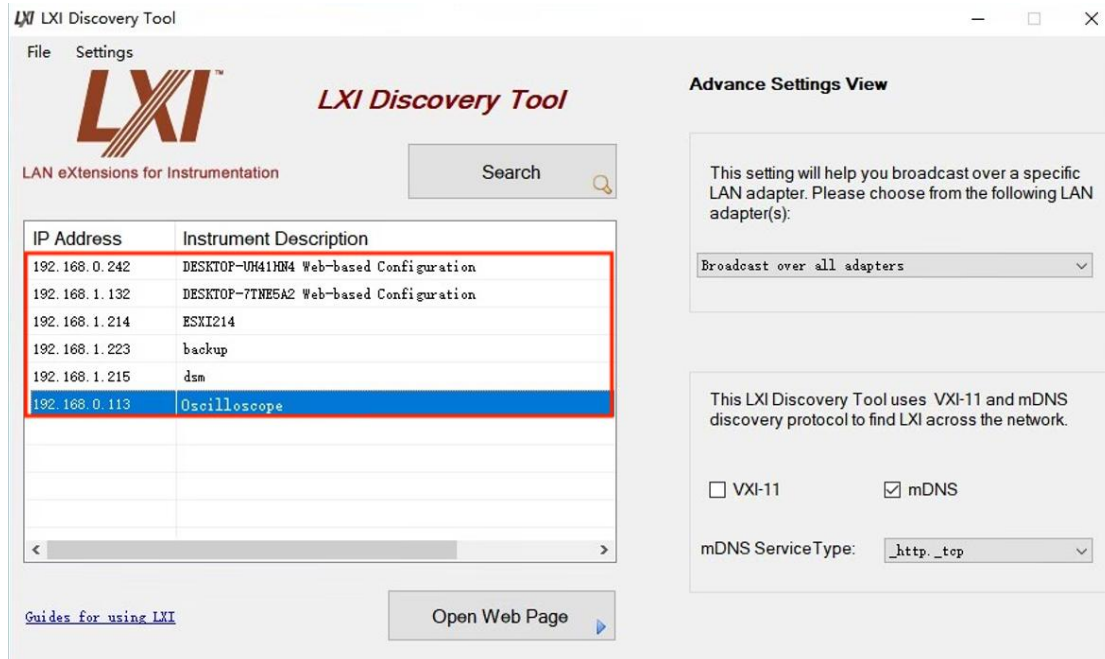 LXI LXI Discovery Tool
File Settings
LXI™
LAN eXtensions for Instrumentation
LXI Discovery Tool
Search
IP Address Instrument Description
192.168.0.242 DESKTOP-UH41HN4 Web-based Configuration
192.168.1.132 DESKTOP-7TNE5A2 Web-based Configuration
192.168.1.214 ESXI214
192.168.1.223 backup
192.168.1.215 dsm
192.168.0.113 Oscilloscope
Guides for using LXI
Open Web Page
Advance Settings View
This setting will help you broadcast over a specific
LAN adapter. Please choose from the following LAN
adapter(s):
Broadcast over all adapters
This LXI Discovery Tool uses VXI-11 and mDNS
discovery protocol to find LXI across the network.
VXI-11 mDNS
mDNS ServiceType: _http._tcp